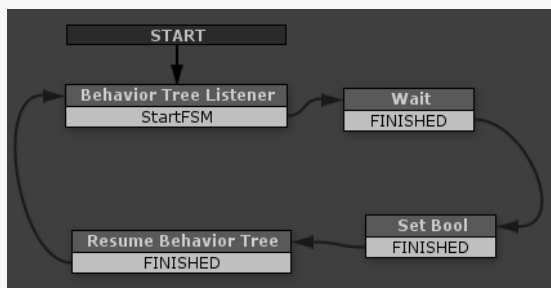 START
Behavior Tree Listener
StartFSM
Wait
FINISHED
Set Bool
FINISHED
Resume Behavior Tree
FINISHED